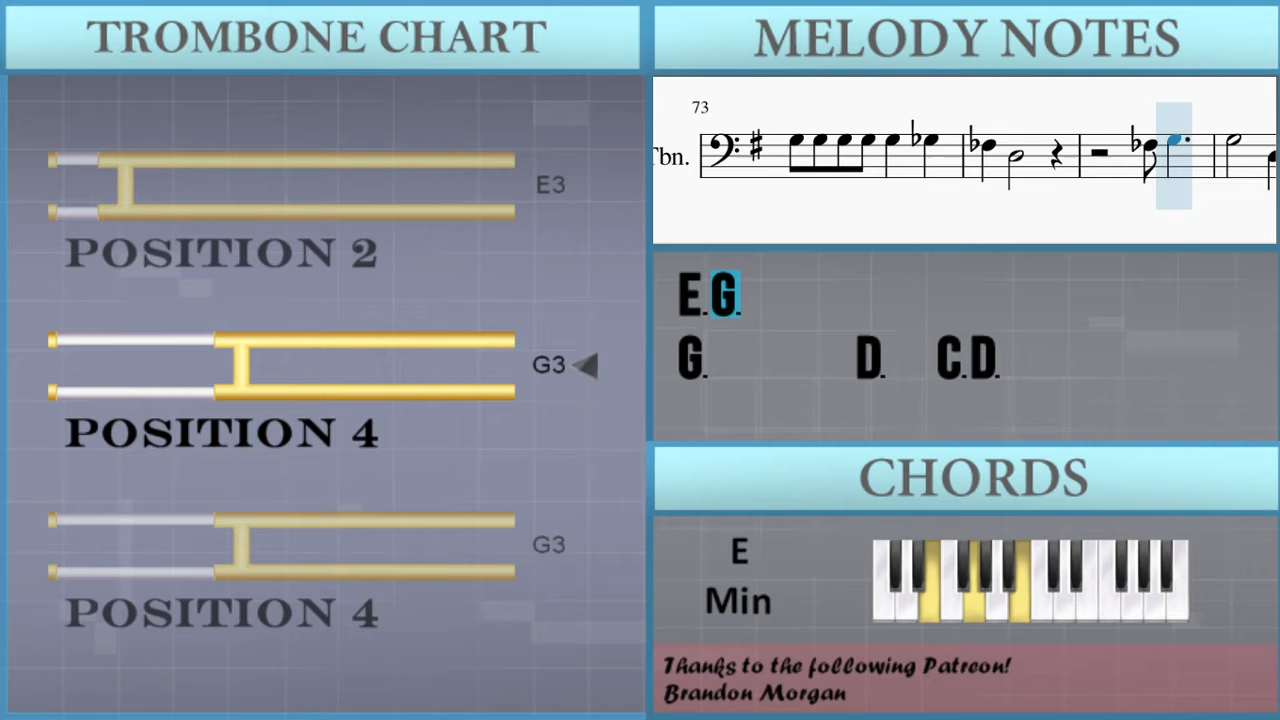 TROMBONE CHART
E3
POSITION 2
G3
POSITION 4
G3
POSITION 4
MELODY NOTES
73
Tbn.
E.G.
G. D. C.D.
CHORDS
E
Min
Thanks to the following Patreon!
Brandon Morgan